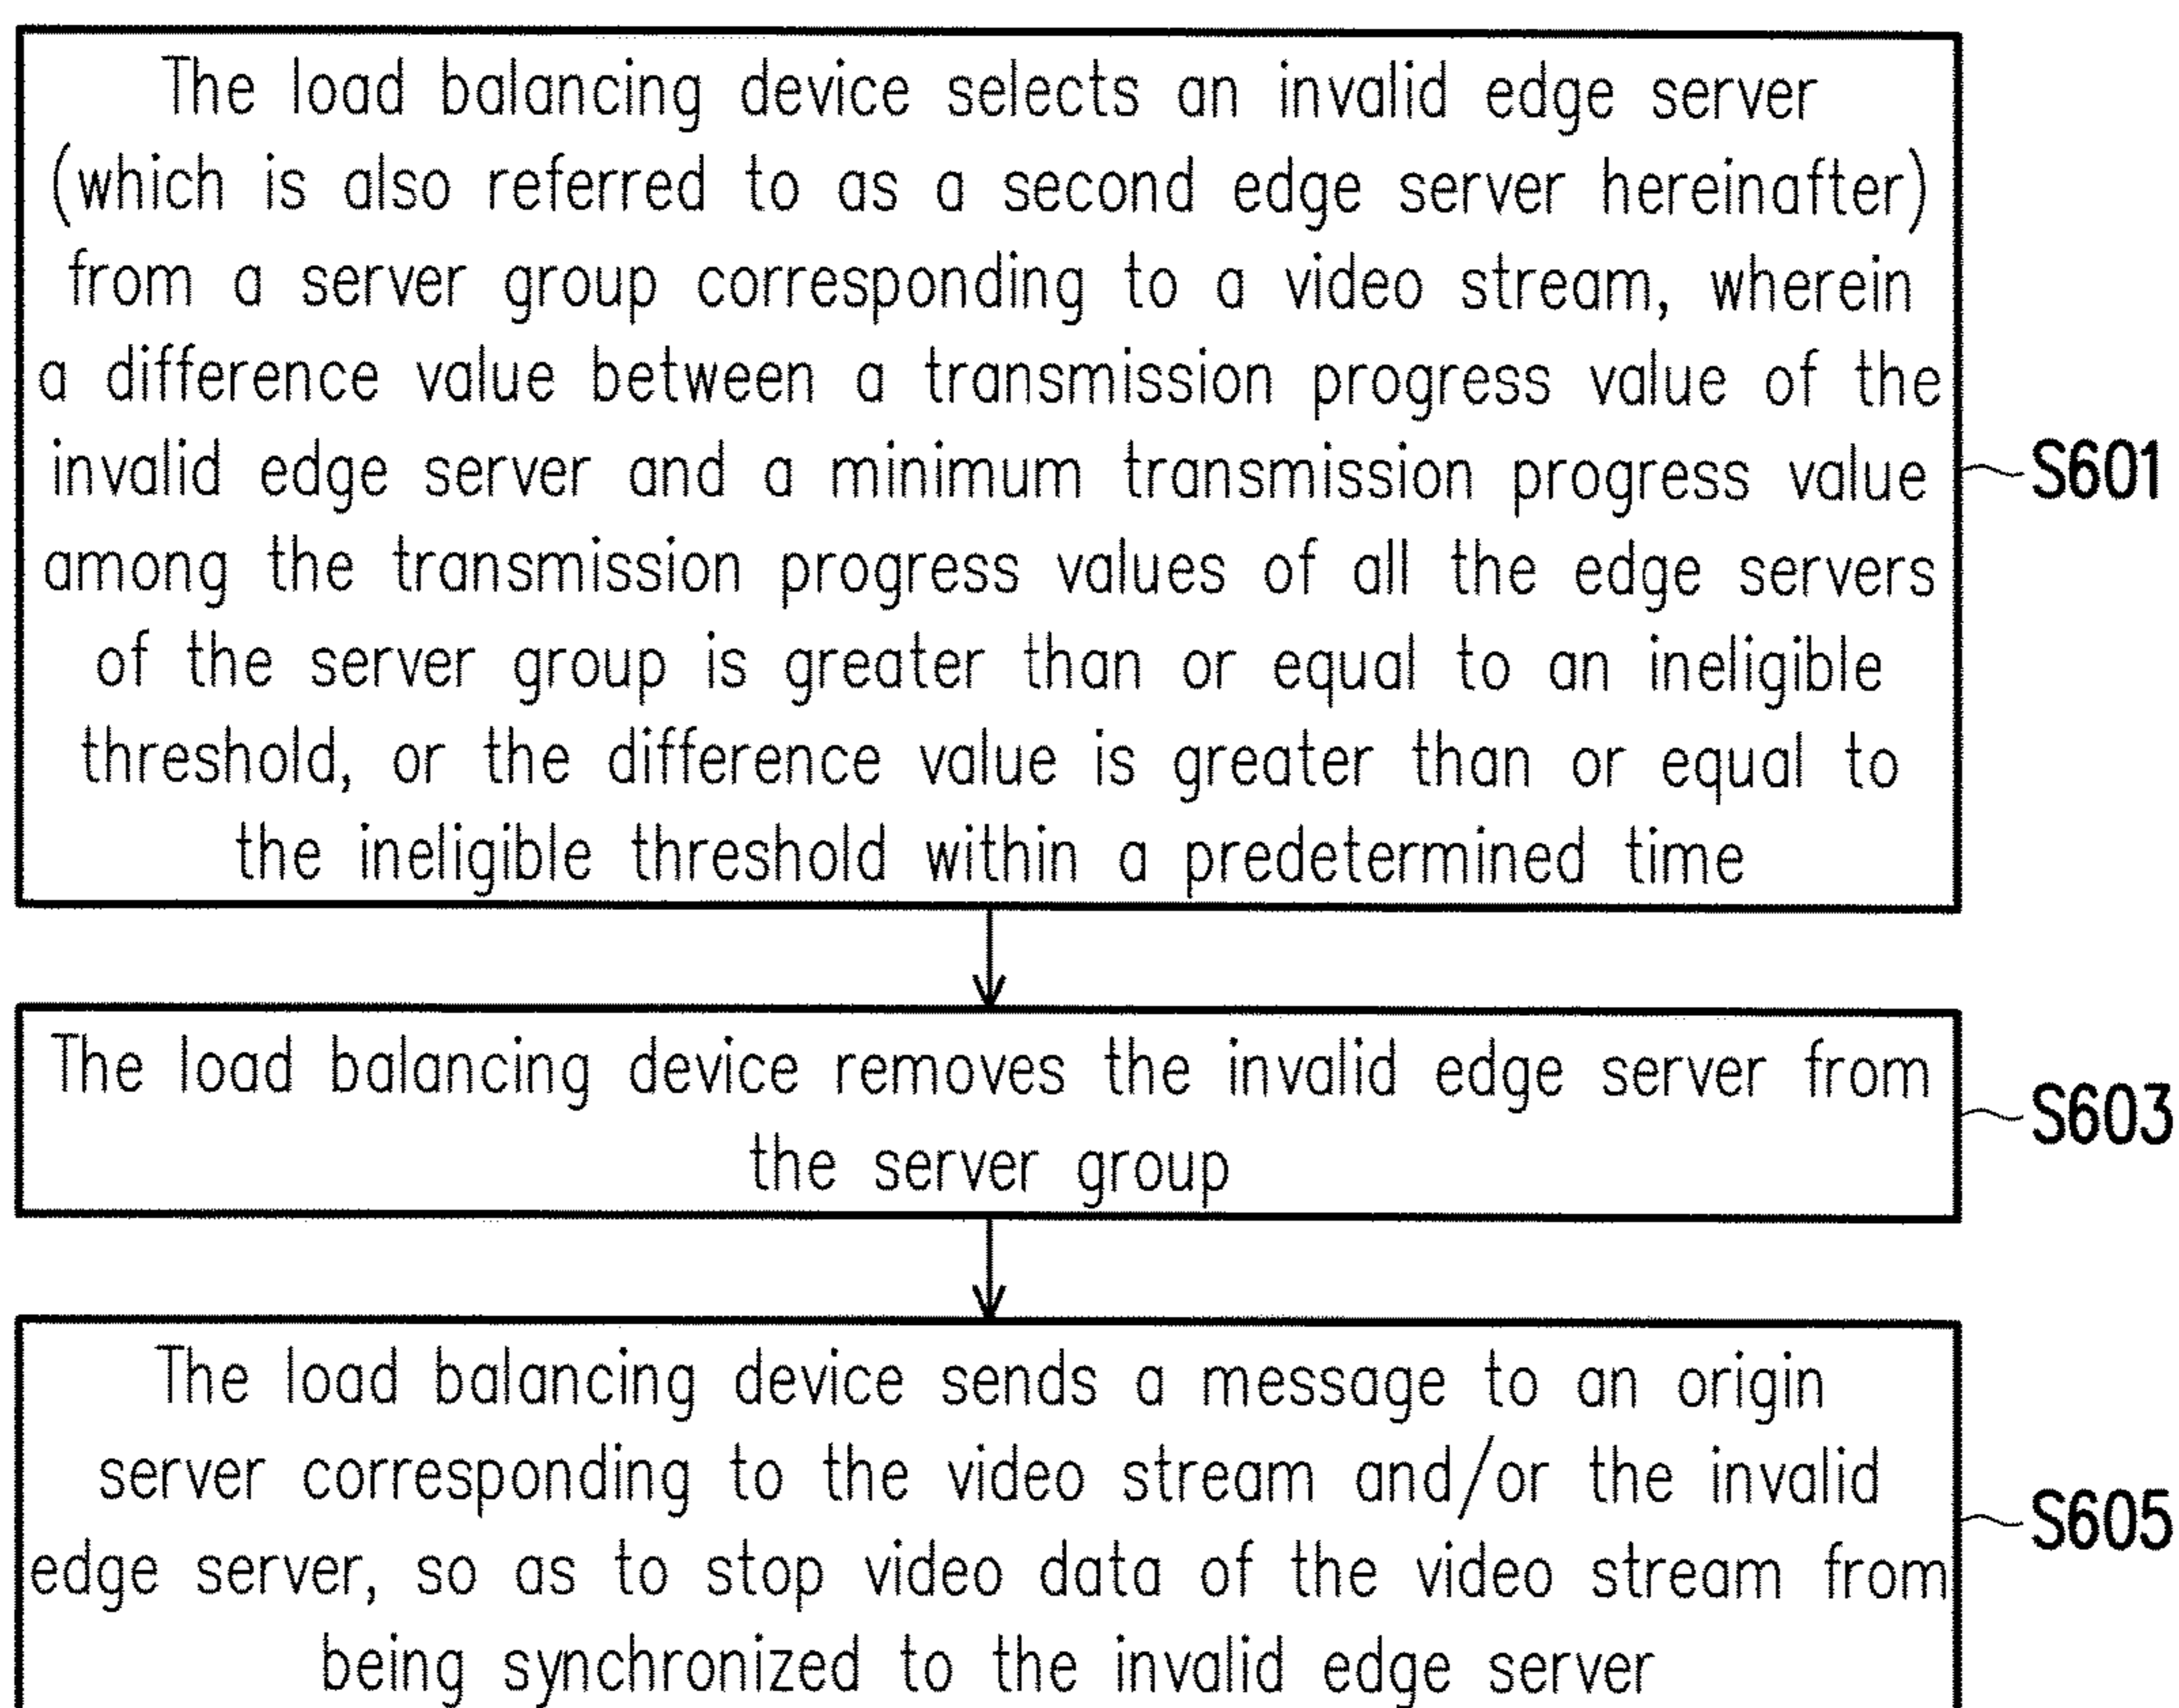 The load balancing device selects an invalid edge server
(which is also referred to as a second edge server hereinafter)
from a server group corresponding to a video stream, wherein
a difference value between a transmission progress value of the
invalid edge server and a minimum transmission progress value
among the transmission progress values of all the edge servers
of the server group is greater than or equal to an ineligible
threshold, or the difference value is greater than or equal to
the ineligible threshold within a predetermined time
S601
The load balancing device removes the invalid edge server from
the server group
S603
The load balancing device sends a message to an origin
server corresponding to the video stream and/or the invalid
edge server, so as to stop video data of the video stream from
being synchronized to the invalid edge server
S605